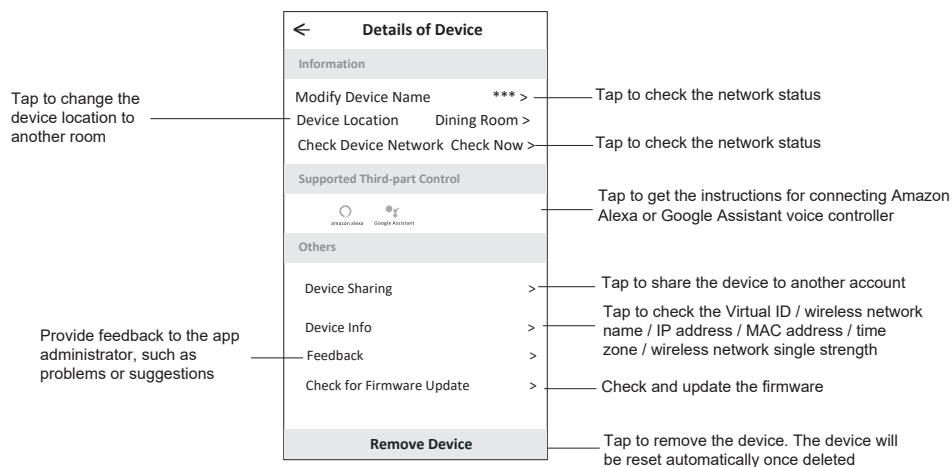 ← Details of Device
Information
Modify Device Name *** >
Tap to check the network status
Tap to change the
device location to
another room
Device Location Dining Room >
Check Device Network Check Now >
Tap to check the network status
Supported Third-part Control
amazon alexa Google Assistant
Tap to get the instructions for connecting Amazon
Alexa or Google Assistant voice controller
Others
Device Sharing >
Tap to share the device to another account
Device Info >
Tap to check the Virtual ID / wireless network
name / IP address / MAC address / time
zone / wireless network single strength
Provide feedback to the app
administrator, such as
problems or suggestions
Feedback >
Check for Firmware Update >
Check and update the firmware
Remove Device
Tap to remove the device. The device will
be reset automatically once deleted